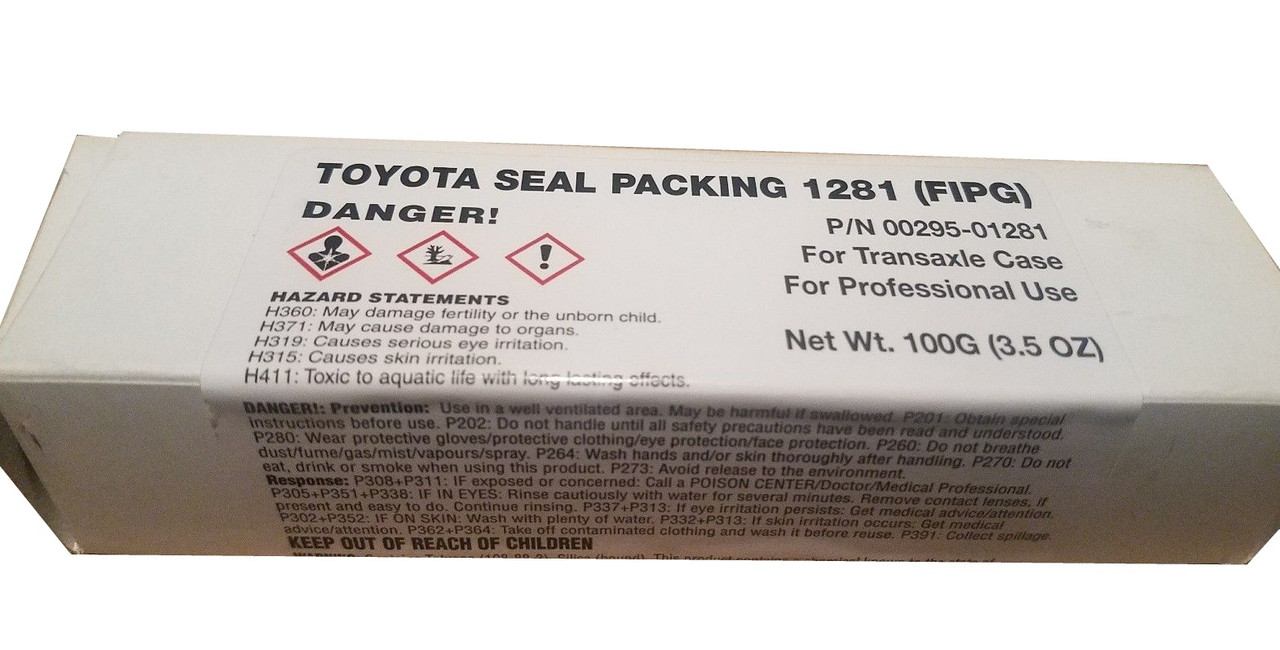 TOYOTA SEAL PACKING 1281 (FIPG)
DANGER!
P/N 00295-01281
For Transaxle Case
For Professional Use
Net Wt. 100G (3.5 OZ)
HAZARD STATEMENTS
H360: May damage fertility or the unborn child.
H371: May cause damage to organs.
H319: Causes serious eye irritation.
H315: Causes skin irritation.
H411: Toxic to aquatic life with long lasting effects.
DANGER!: Prevention: Use in a well ventilated area. May be harmful if swallowed. P201: Obtain special
instructions before use. P202: Do not handle until all safety precautions have been read and understood.
P280: Wear protective gloves/protective clothing/eye protection/face protection. P260: Do not breathe
dust/fume/gas/mist/vapours/spray. P264: Wash hands and/or skin thoroughly after handling. P270: Do not
eat, drink or smoke when using this product. P273: Avoid release to the environment.
Response: P308+P311: IF exposed or concerned: Call a POISON CENTER/Doctor/Medical Professional.
P305+P351+P338: IF IN EYES: Rinse cautiously with water for several minutes. Remove contact lenses, if
present and easy to do. Continue rinsing. P337+P313: If eye irritation persists: Get medical advice/attention.
P302+P352: IF ON SKIN: Wash with plenty of water. P332+P313: If skin irritation occurs: Get medical
advice/attention. P362+P364: Take off contaminated clothing and wash it before reuse. P391: Collect spillage.
KEEP OUT OF REACH OF CHILDREN